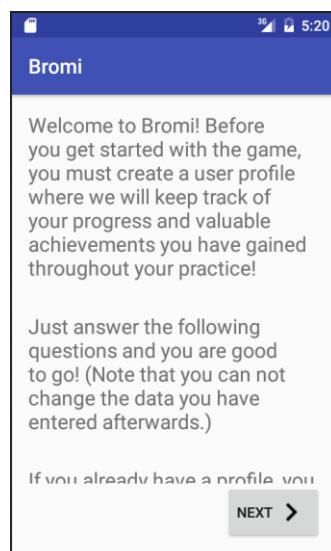 3G 5:20
Bromi
Welcome to Bromi! Before
you get started with the game,
you must create a user profile
where we will keep track of
your progress and valuable
achievements you have gained
throughout your practice!
Just answer the following
questions and you are good
to go! (Note that you can not
change the data you have
entered afterwards.)
If you already have a profile, you
NEXT